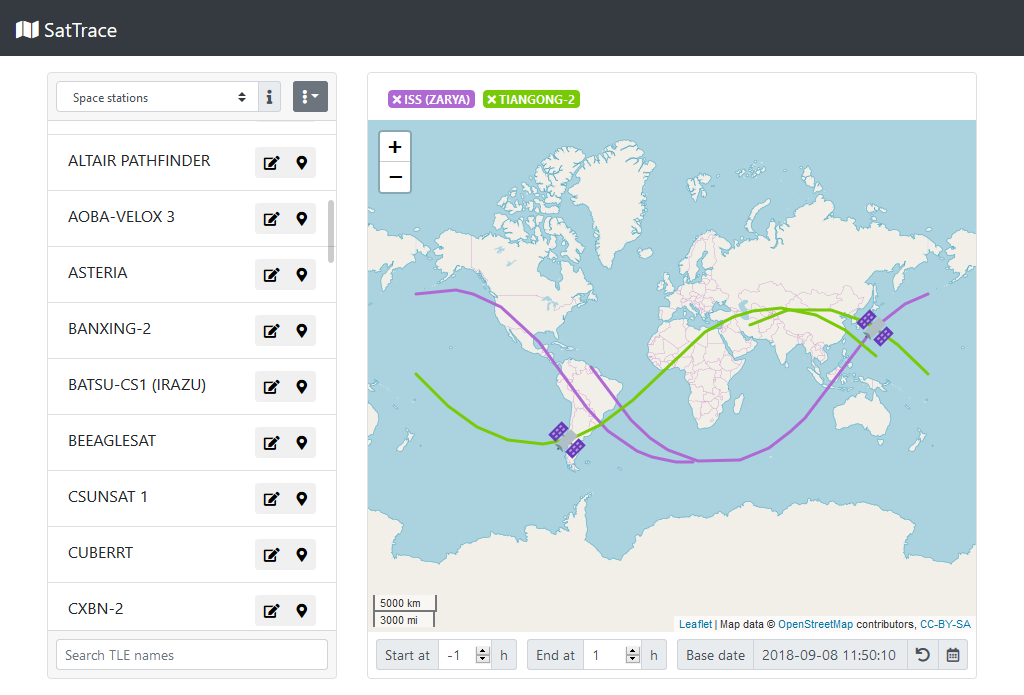 SatTrace
Space stations
ISS (ZARYA) TIANGONG-2
ALTAIR PATHFINDER
AOBA-VELOX 3
ASTERIA
BANXING-2
BATSU-CS1 (IRAZU)
BEEAGLESAT
CSUNSAT 1
CUBERRT
CXBN-2
Search TLE names
+
−
5000 km
3000 mi
Leaflet | Map data © OpenStreetMap contributors, CC-BY-SA
Start at -1 h End at 1 h Base date 2018-09-08 11:50:10